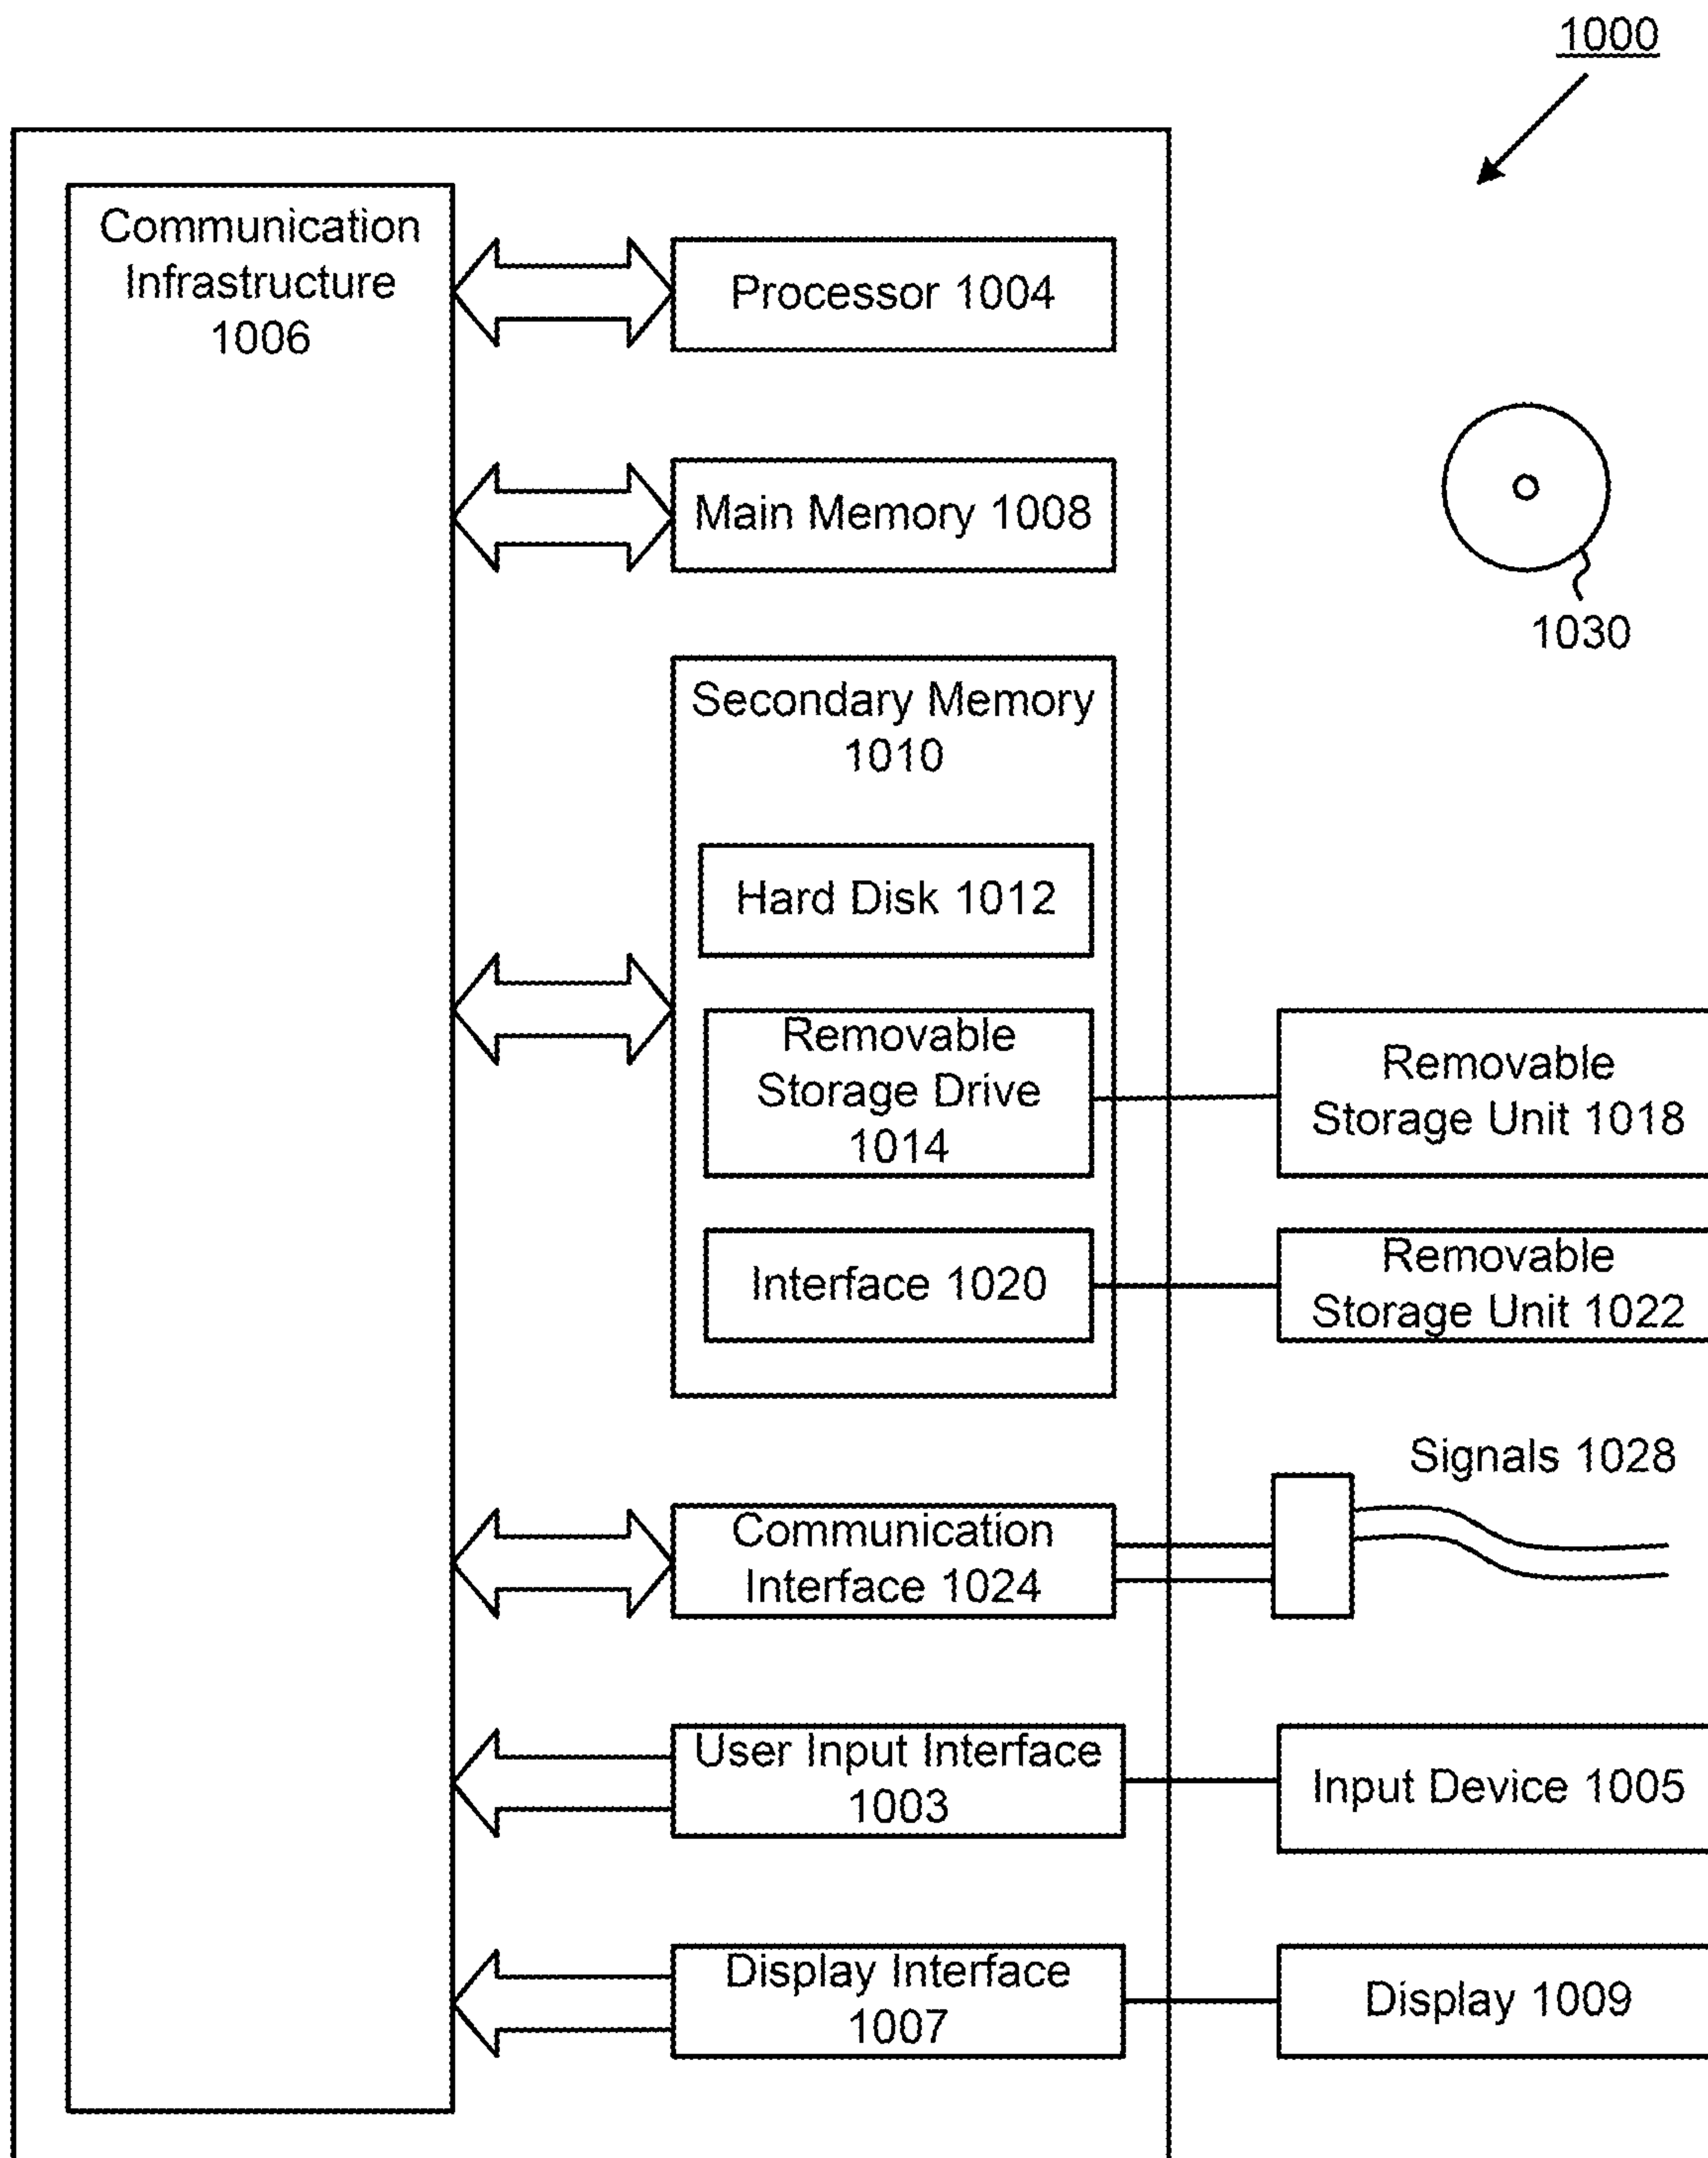 1000
Communication
Infrastructure
1006
Processor 1004
Main Memory 1008
1030
Secondary Memory
1010
Hard Disk 1012
Removable
Storage Drive
1014
Removable
Storage Unit 1018
Interface 1020
Removable
Storage Unit 1022
Signals 1028
Communication
Interface 1024
User Input Interface
1003
Input Device 1005
Display Interface
1007
Display 1009